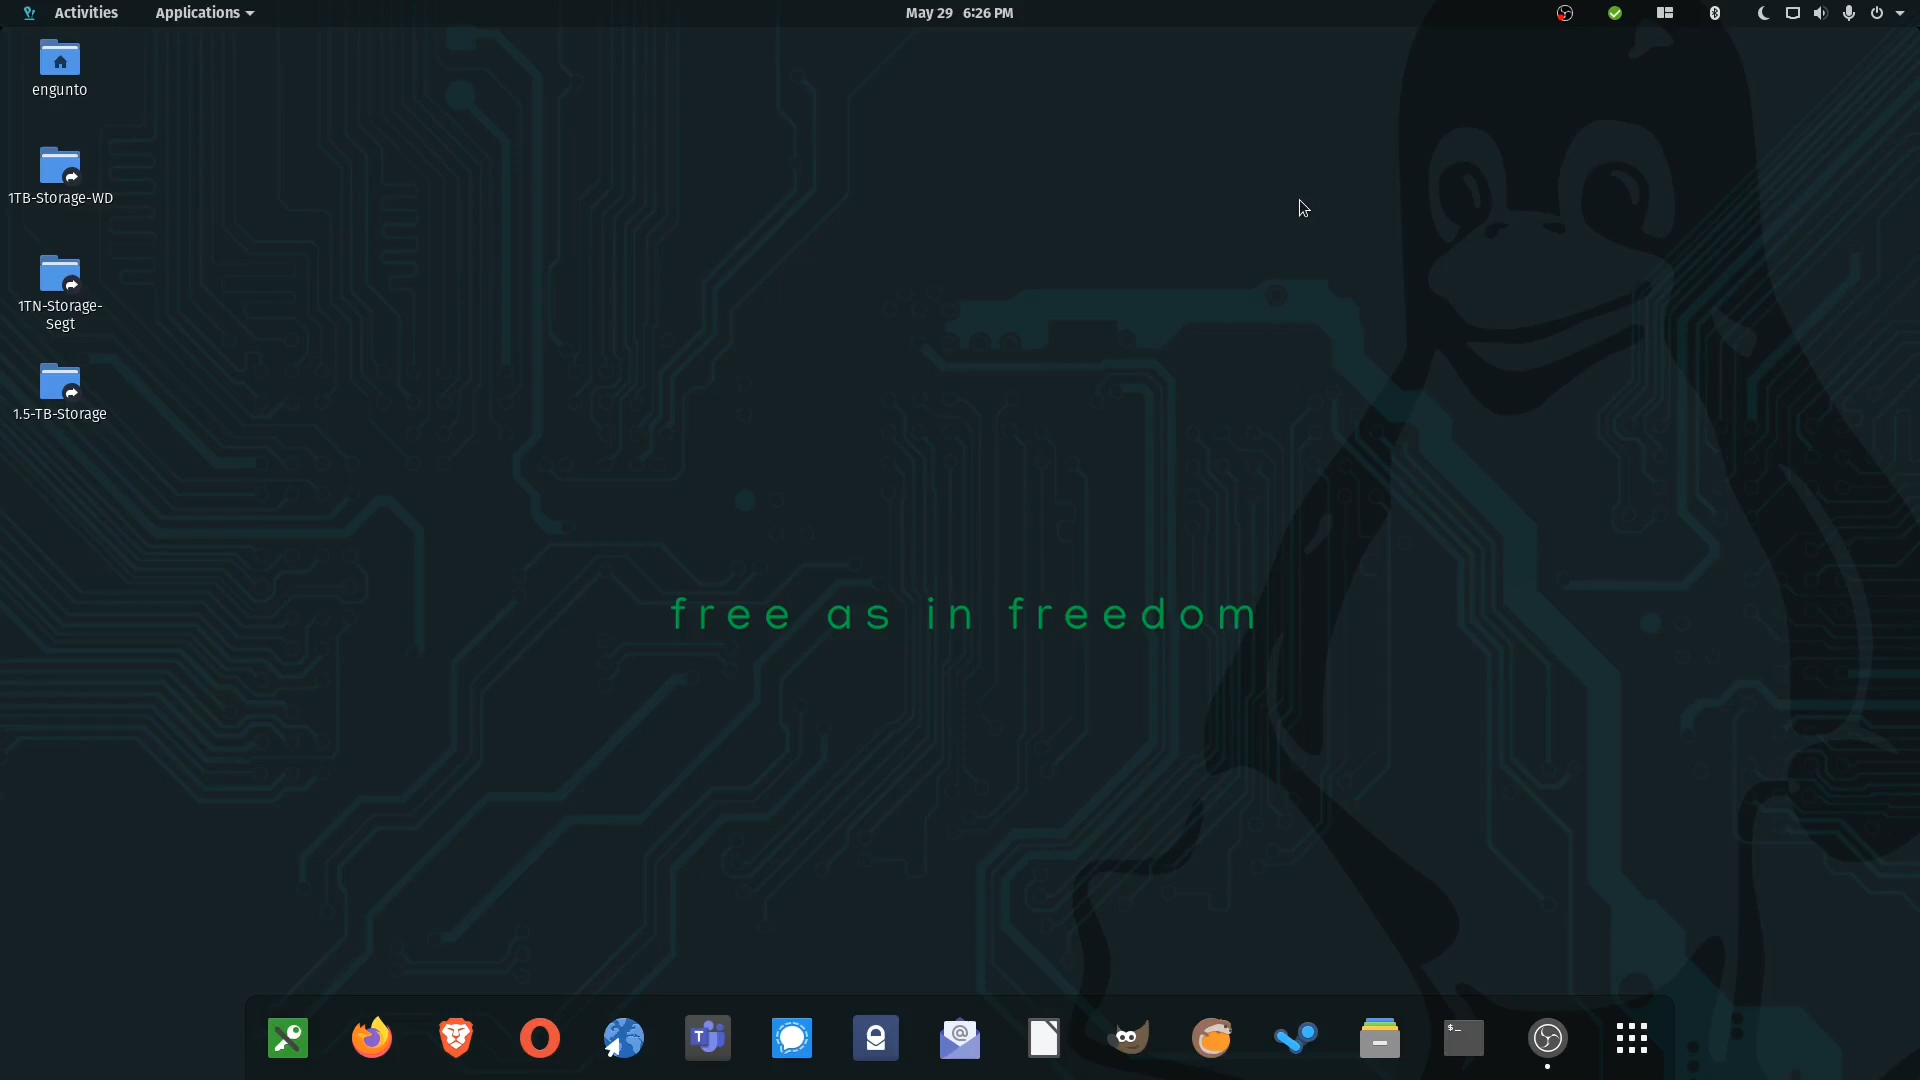 Activities Applications May 29 6:26 PM
engunto
1TB-Storage-WD
1TN-Storage-
Segt
1.5-TB-Storage
free as in freedom
T @ >_